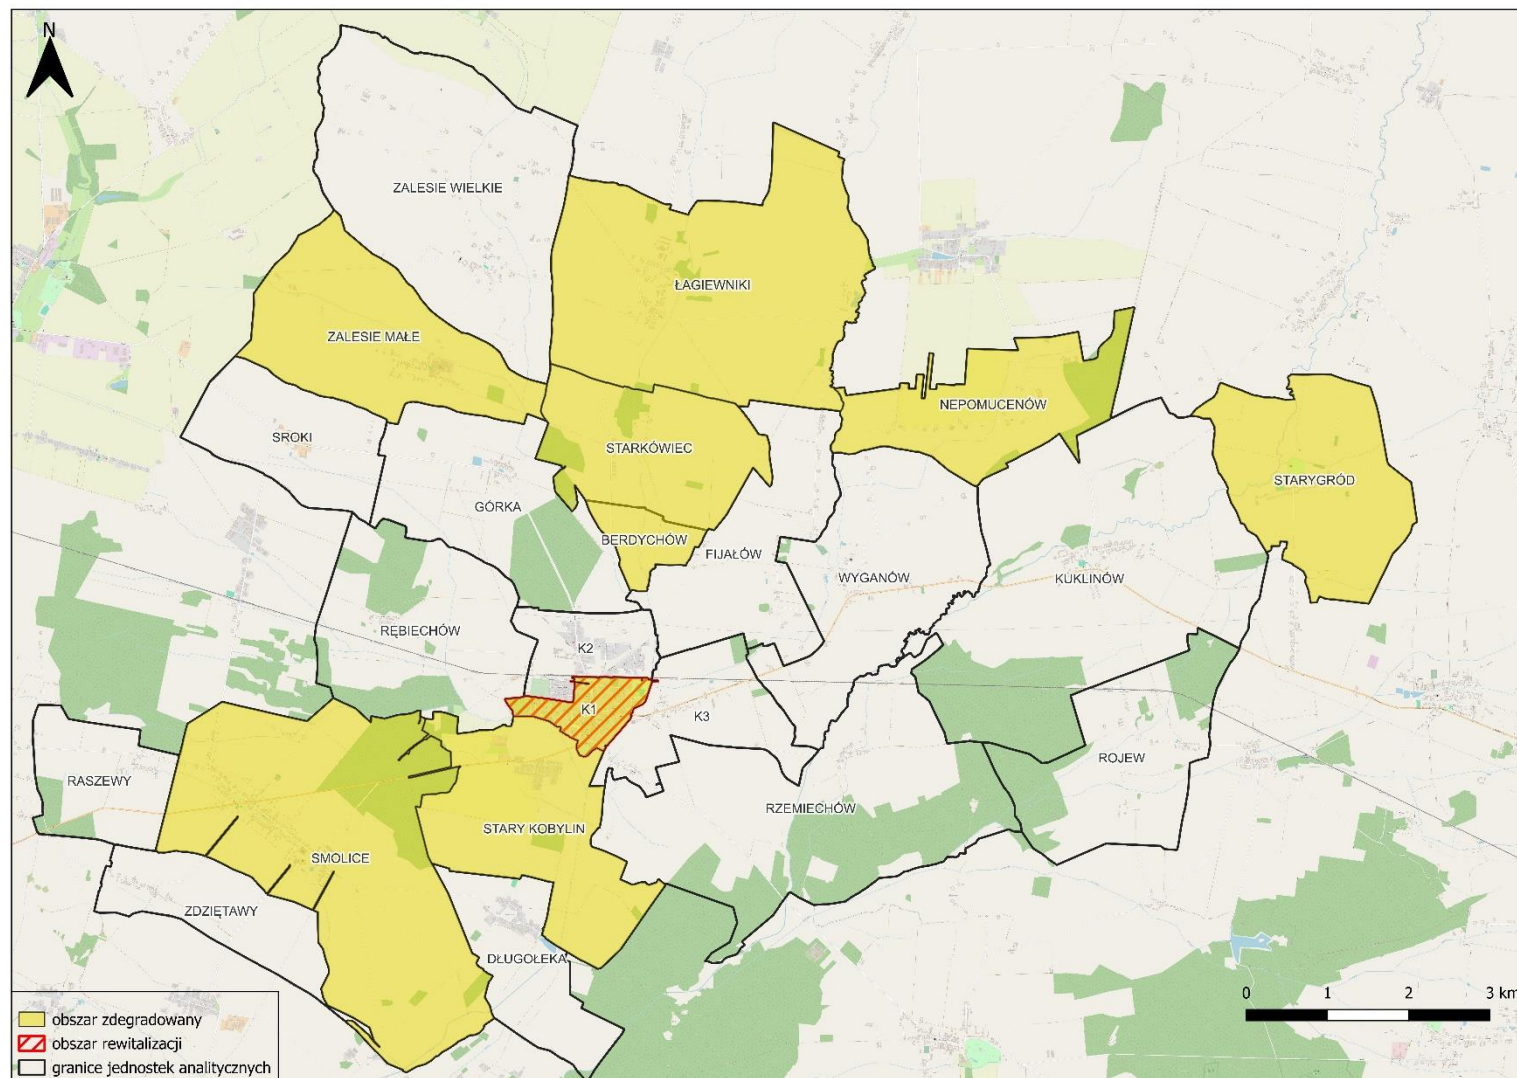 N
ZALESIE WIELKIE
ŁAGIEWNIKI
ZALESIE MAŁE
NEPOMUCENÓW
SROKI
STARKÓWIEC
STARYGRÓD
GÓRKA
BERDYCHÓW
FIJAŁÓW
WYGANÓW
KUKLINÓW
RĘBIECHÓW
K2
K1
K3
RASZEWY
ROJEW
RZEMIECHÓW
STARY KOBYLIN
SMOLICE
ZDZIĘTAWY
DŁUGOŁĘKA
0 1 2 3 km
obszar zdegradowany
obszar rewitalizacji
granice jednostek analitycznych